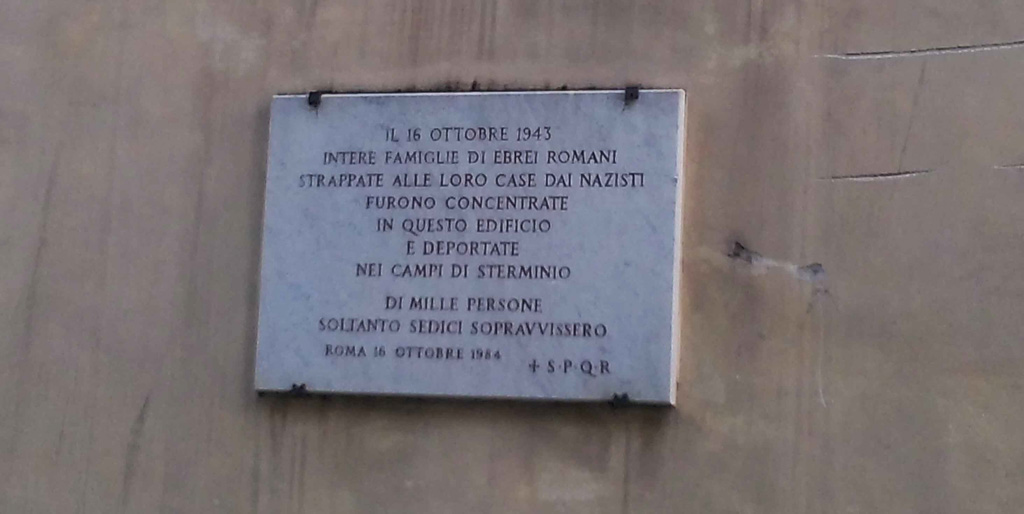 IL 16 OTTOBRE 1943
INTERE FAMIGLIE DI EBREI ROMANI
STRAPPATE ALLE LORO CASE DAI NAZISTI
FURONO CONCENTRATE
IN QUESTO EDIFICIO
E DEPORTATE
NEI CAMPI DI STERMINIO
DI MILLE PERSONE
SOLTANTO SEDICI SOPRAVVISSERO
ROMA 16 OTTOBRE 1984
+ S·P·Q·R